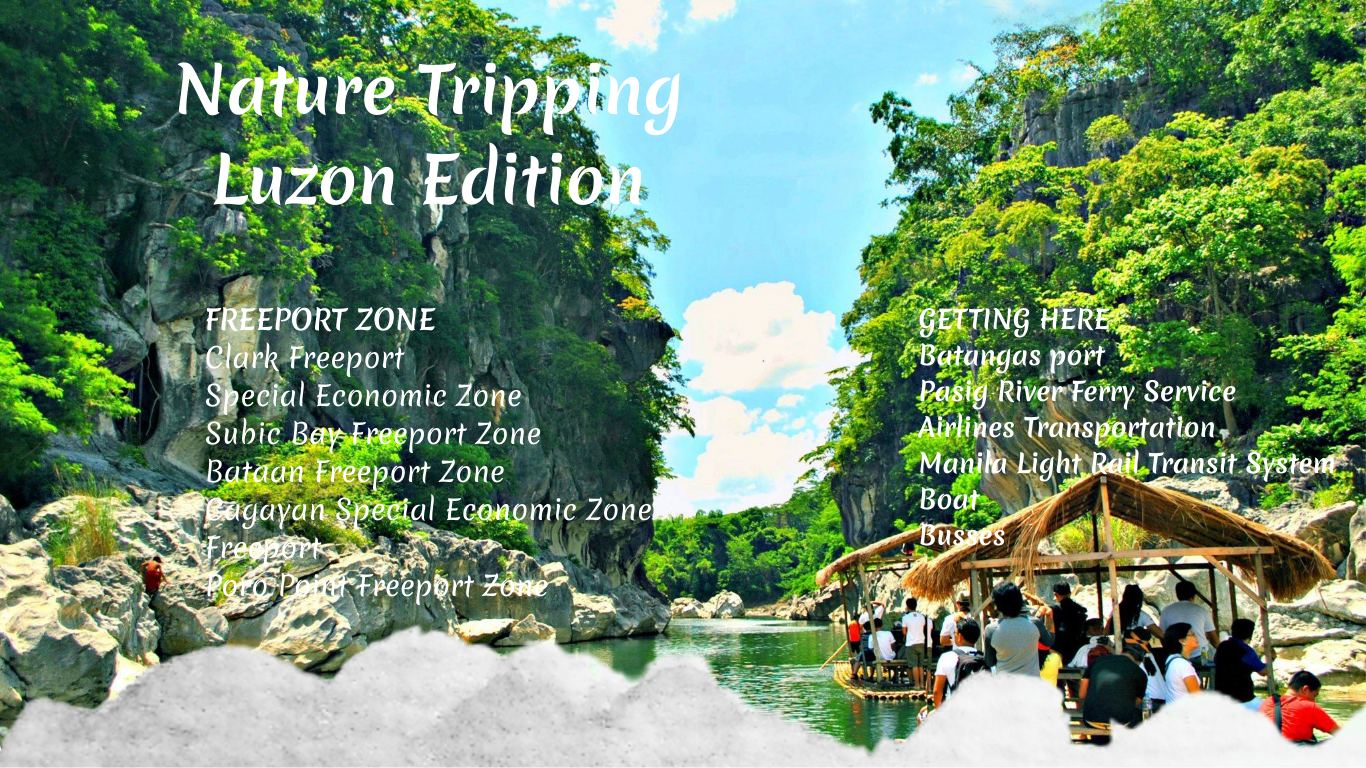 Nature Tripping
Luzon Edition
FREEPORT ZONE
Clark Freeport
Special Economic Zone
Subic Bay Freeport Zone
Bataan Freeport Zone
Cagayan Special Economic Zone
Freeport
Poro Point Freeport Zone
GETTING HERE
Batangas port
Pasig River Ferry Service
Airlines Transportation
Manila Light Rail Transit System
Boat
Busses